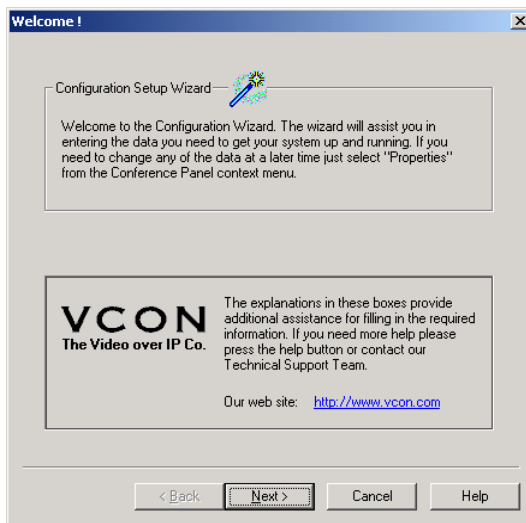 Welcome !
Configuration Setup Wizard
Welcome to the Configuration Wizard. The wizard will assist you in
entering the data you need to get your system up and running. If you
need to change any of the data at a later time just select "Properties"
from the Conference Panel context menu.
VCON
The Video over IP Co.
The explanations in these boxes provide
additional assistance for filling in the required
information. If you need more help please
press the help button or contact our
Technical Support Team.
Our web site: http://www.vcon.com
< Back
Next >
Cancel
Help